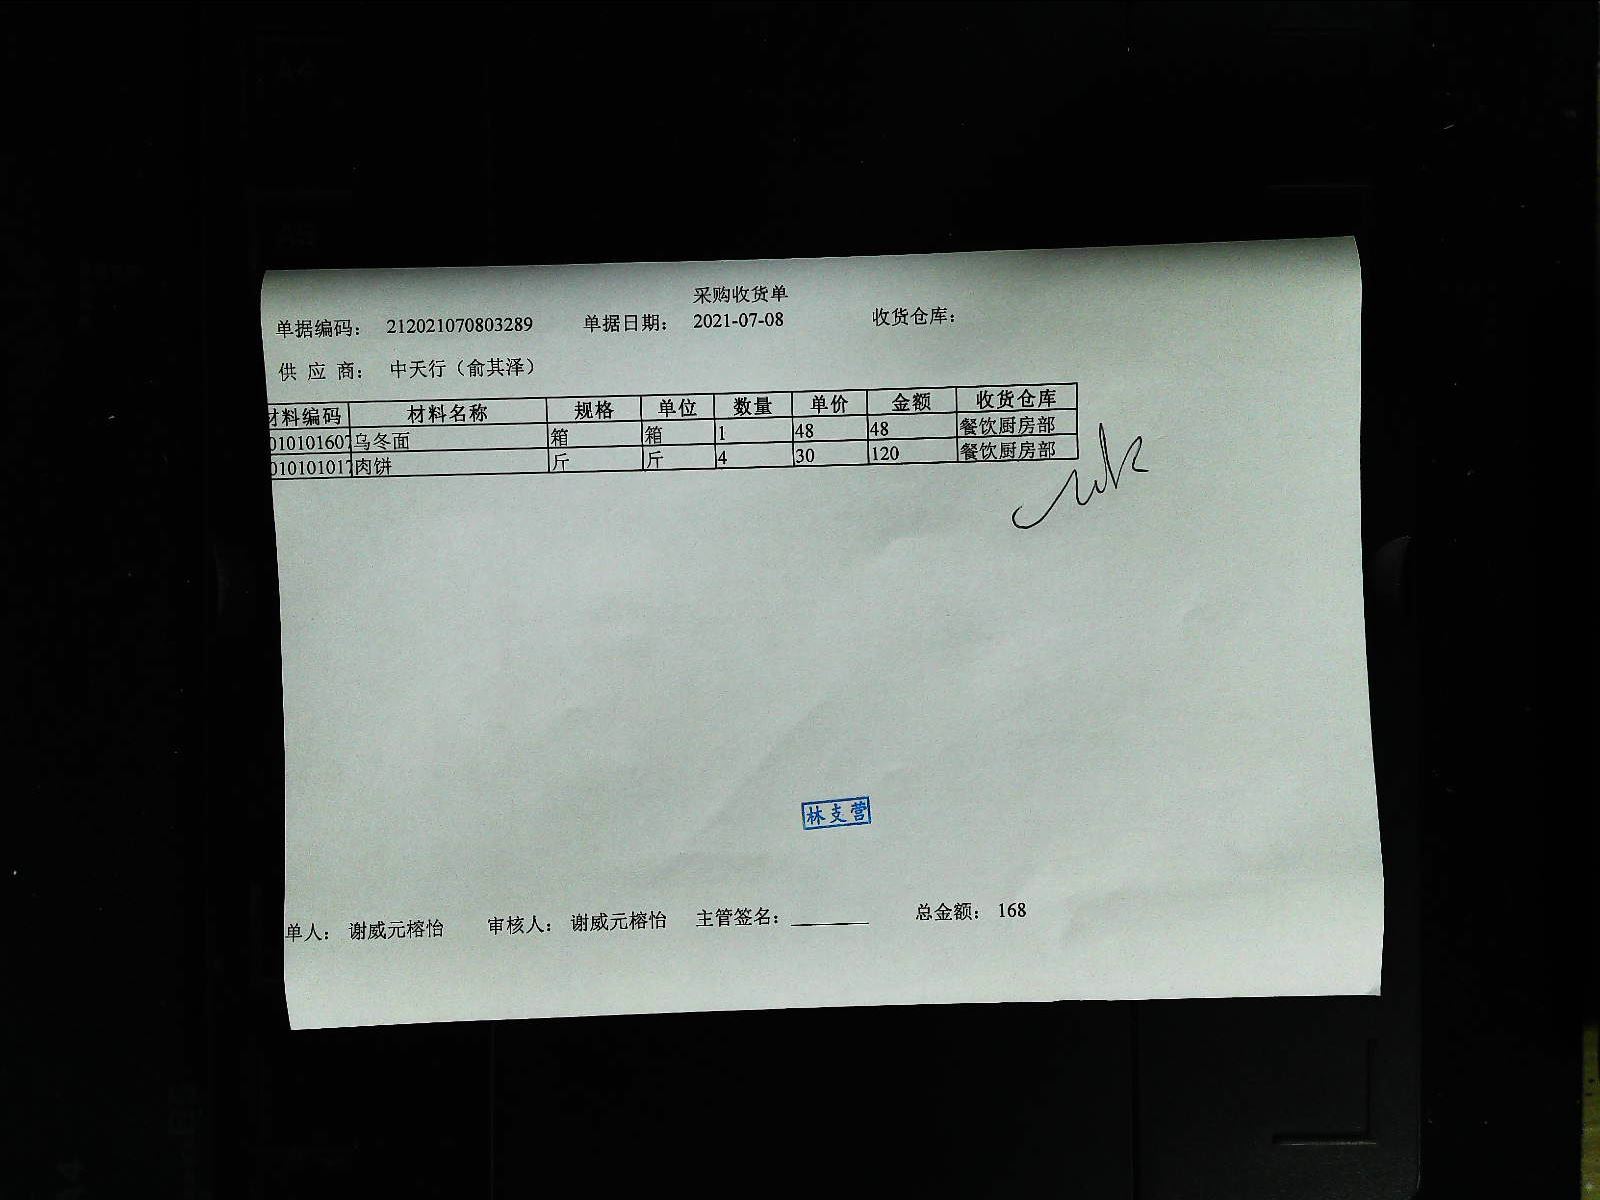 采购收货单
单据编码： 212021070803289 单据日期： 2021-07-08 收货仓库：
供 应 商： 中天行（俞其泽）
材料编码 材料名称 规格 单位 数量 单价 金额 收货仓库
010101607 乌冬面 箱 箱 1 48 48 餐饮厨房部
010101017 肉饼 斤 斤 4 30 120 餐饮厨房部
林支营
单人： 谢威元榕怡 审核人： 谢威元榕怡 主管签名： 总金额： 168